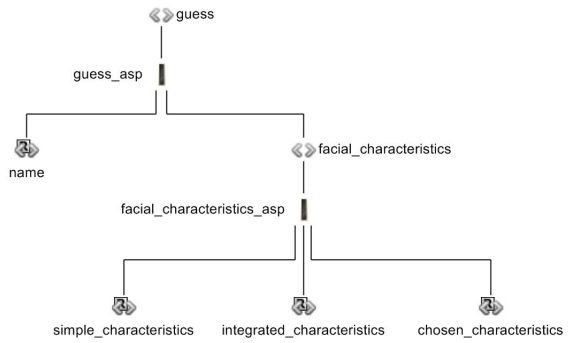 guess
guess_asp
name
facial_characteristics
facial_characteristics_asp
simple_characteristics
integrated_characteristics
chosen_characteristics